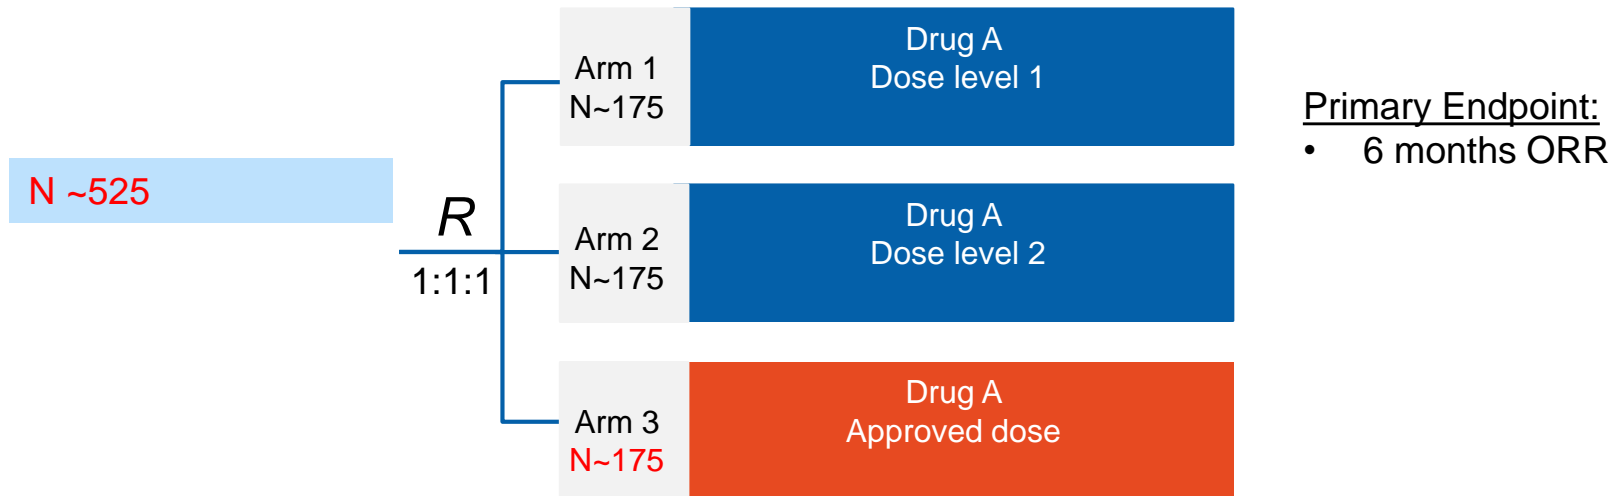 N ~525
R
1:1:1
Arm 1
N~175
Drug A
Dose level 1
Arm 2
N~175
Drug A
Dose level 2
Arm 3
N~175
Drug A
Approved dose
Primary Endpoint:
• 6 months ORR